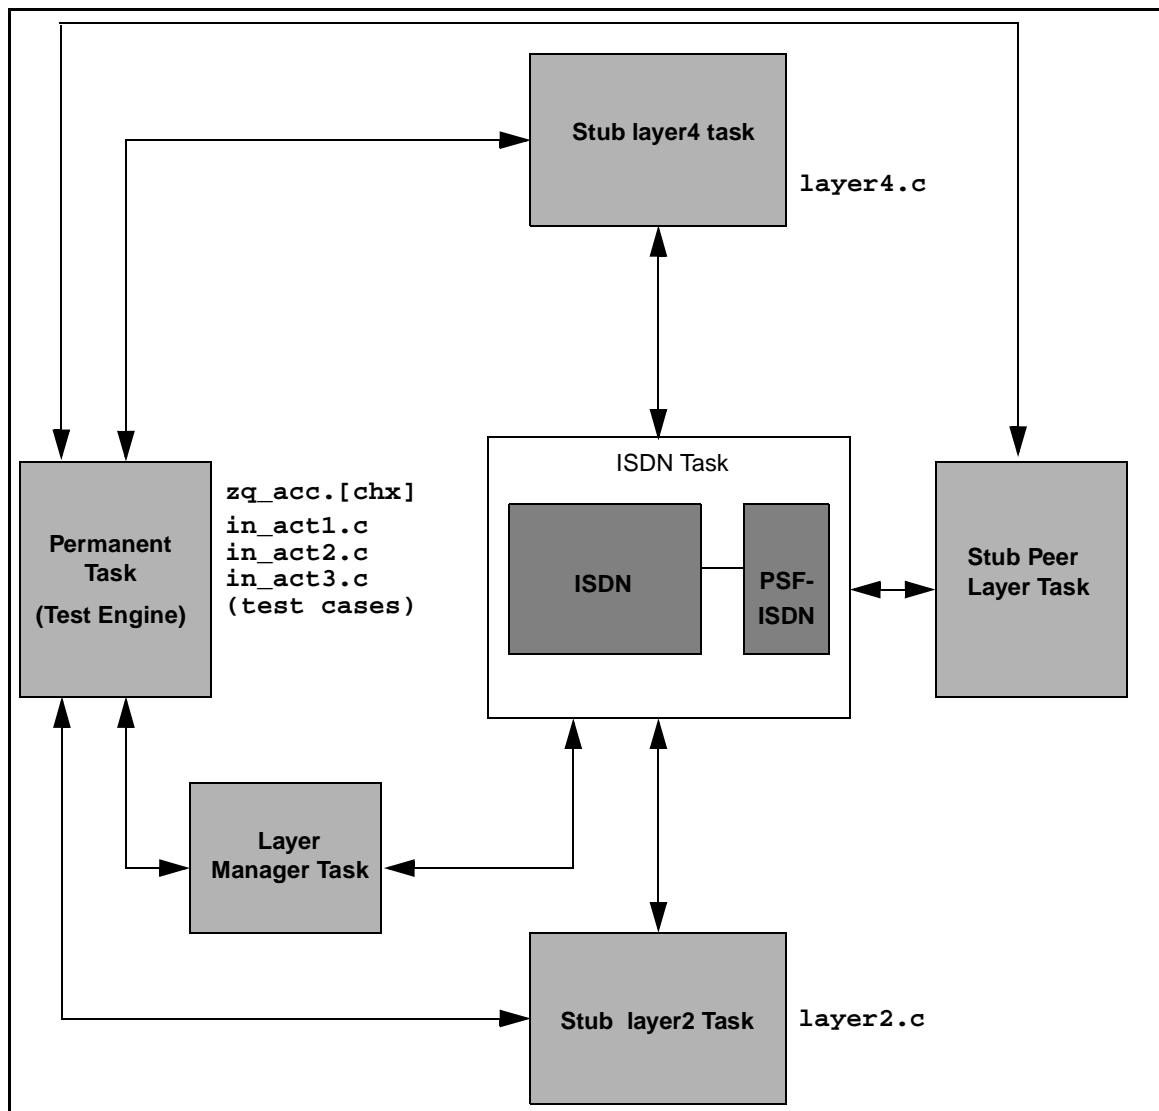 Stub layer4 task
layer4.c
ISDN Task
zq_acc.[chx]
in_act1.c
in_act2.c
in_act3.c
(test cases)
Permanent
Task
(Test Engine)
ISDN
PSF-
ISDN
Stub Peer
Layer Task
Layer
Manager Task
Stub  layer2 Task
layer2.c